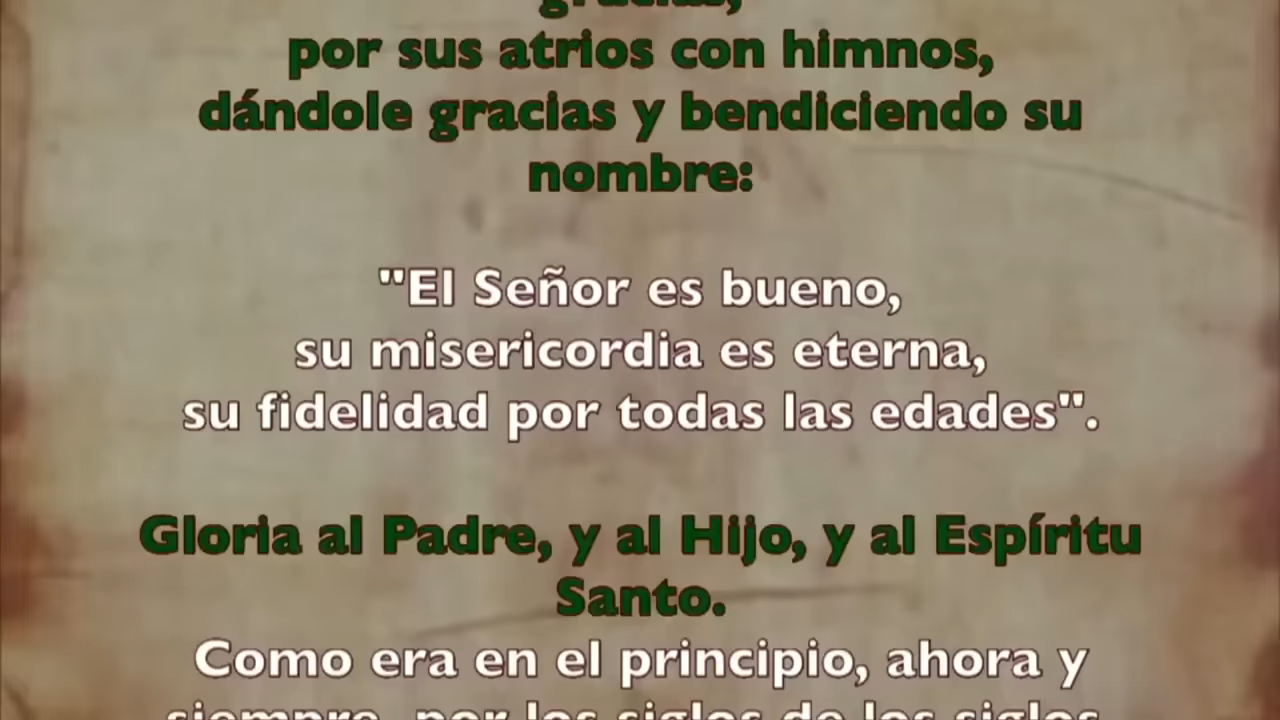 gracias,
por sus atrios con himnos,
dándole gracias y bendiciendo su
nombre:
"El Señor es bueno,
su misericordia es eterna,
su fidelidad por todas las edades".
Gloria al Padre, y al Hijo, y al Espíritu
Santo.
Como era en el principio, ahora y
siempre, por los siglos de los siglos.